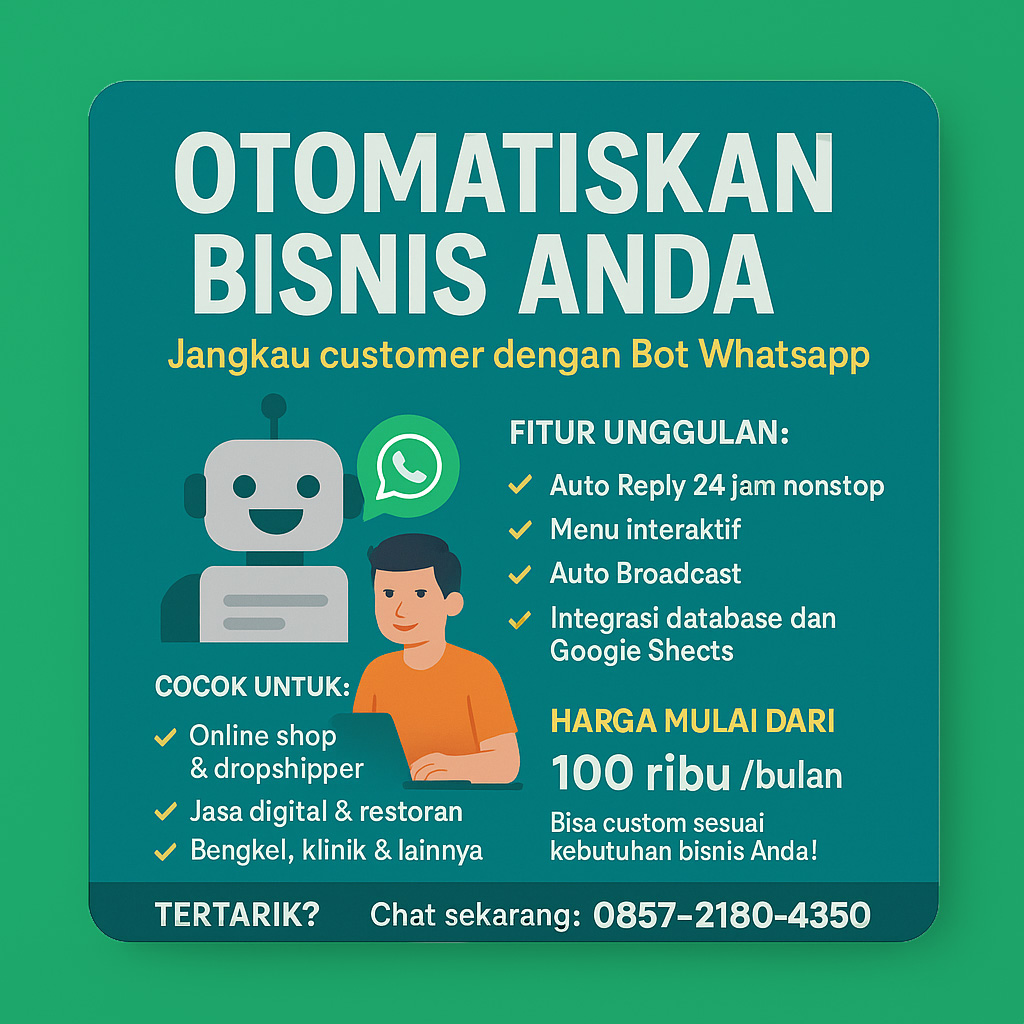 OTOMATISKAN
BISNIS ANDA
Jangkau customer dengan Bot Whatsapp
FITUR UNGGULAN:
Auto Reply 24 jam nonstop
Menu interaktif
Auto Broadcast
Integrasi database dan
Googie Shects
COCOK UNTUK:
Online shop
& dropshipper
Jasa digital & restoran
Bengkel, klinik & lainnya
HARGA MULAI DARI
100 ribu /bulan
Bisa custom sesuai
kebutuhan bisnis Anda!
TERTARIK? Chat sekarang: 0857-2180-4350